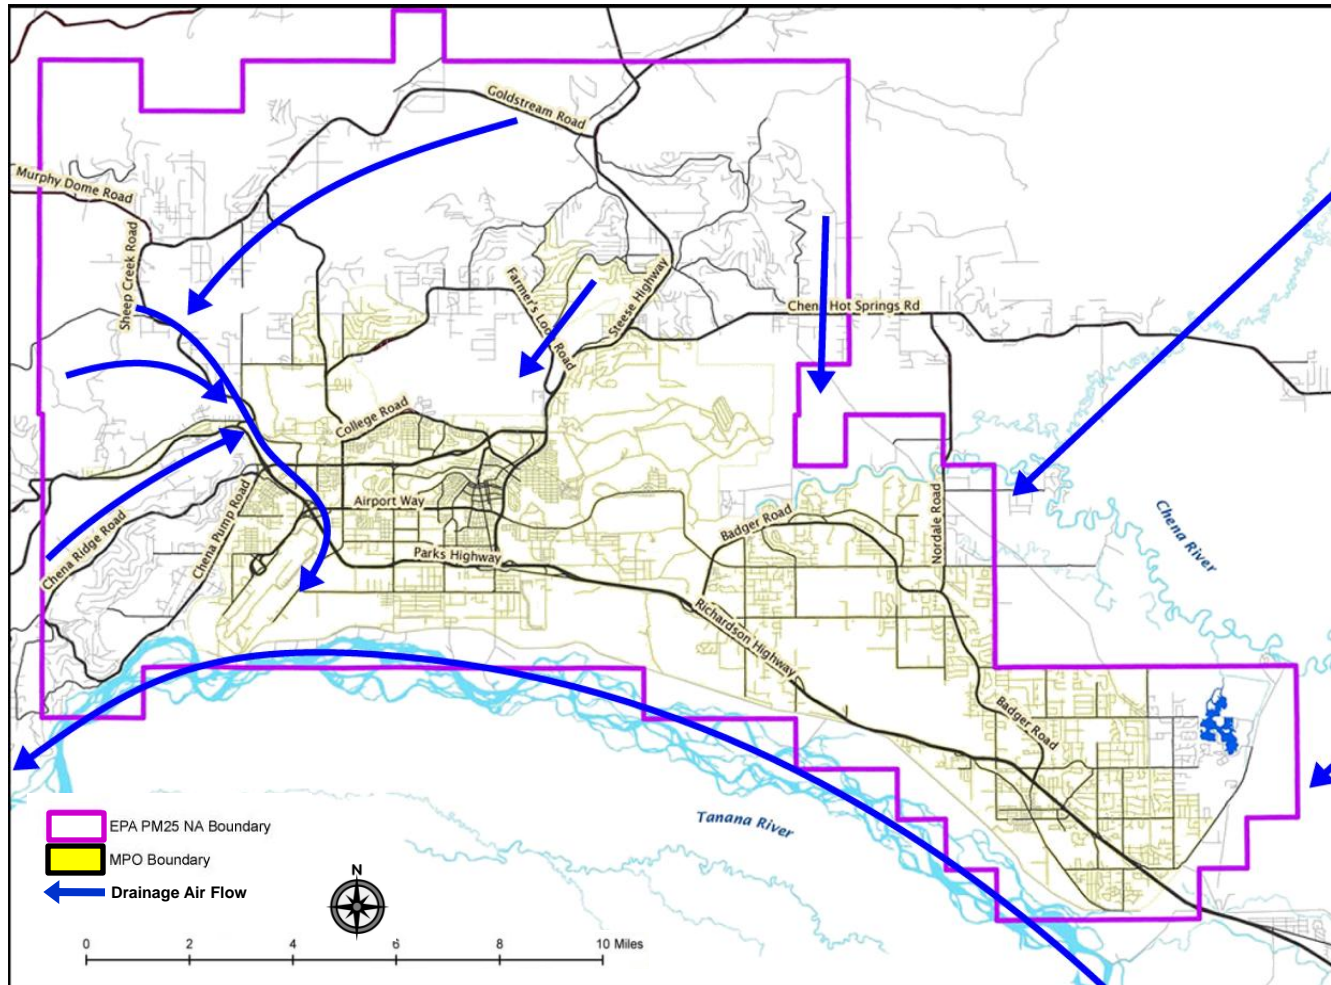 Goldstream Road
Murphy Dome Road
Sheep Creek Road
Farmer's Loop Road
Steese Highway
Chena Hot Springs Rd
College Road
Airport Way
Chena Ridge Road
Chena Pump Road
Parks Highway
Badger Road
Nordale Road
Chena River
Richardson Highway
Badger Road
Tanana River
EPA PM25 NA Boundary
MPO Boundary
Drainage Air Flow
N
0 2 4 6 8 10 Miles